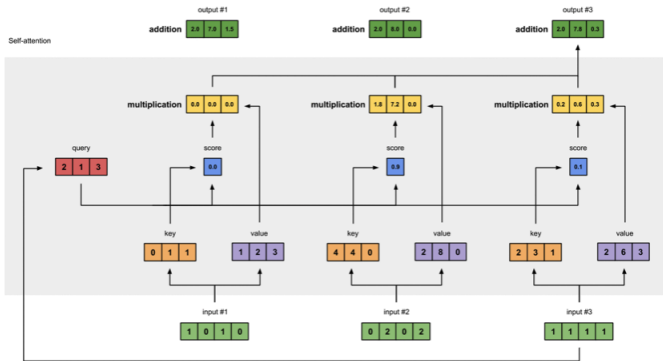 output #1 output #2 output #3
addition 2.0 7.0 1.5 addition 2.0 8.0 0.0 addition 2.0 7.8 0.3
Self-attention
multiplication 0.0 0.0 0.0 multiplication 1.8 7.2 0.0 multiplication 0.2 0.6 0.3
query score score score
2 1 3 0.0 0.9 0.1
key value key value key value
0 1 1 1 2 3 4 4 0 2 8 0 2 3 1 2 6 3
input #1 input #2 input #3
1 0 1 0 0 2 0 2 1 1 1 1